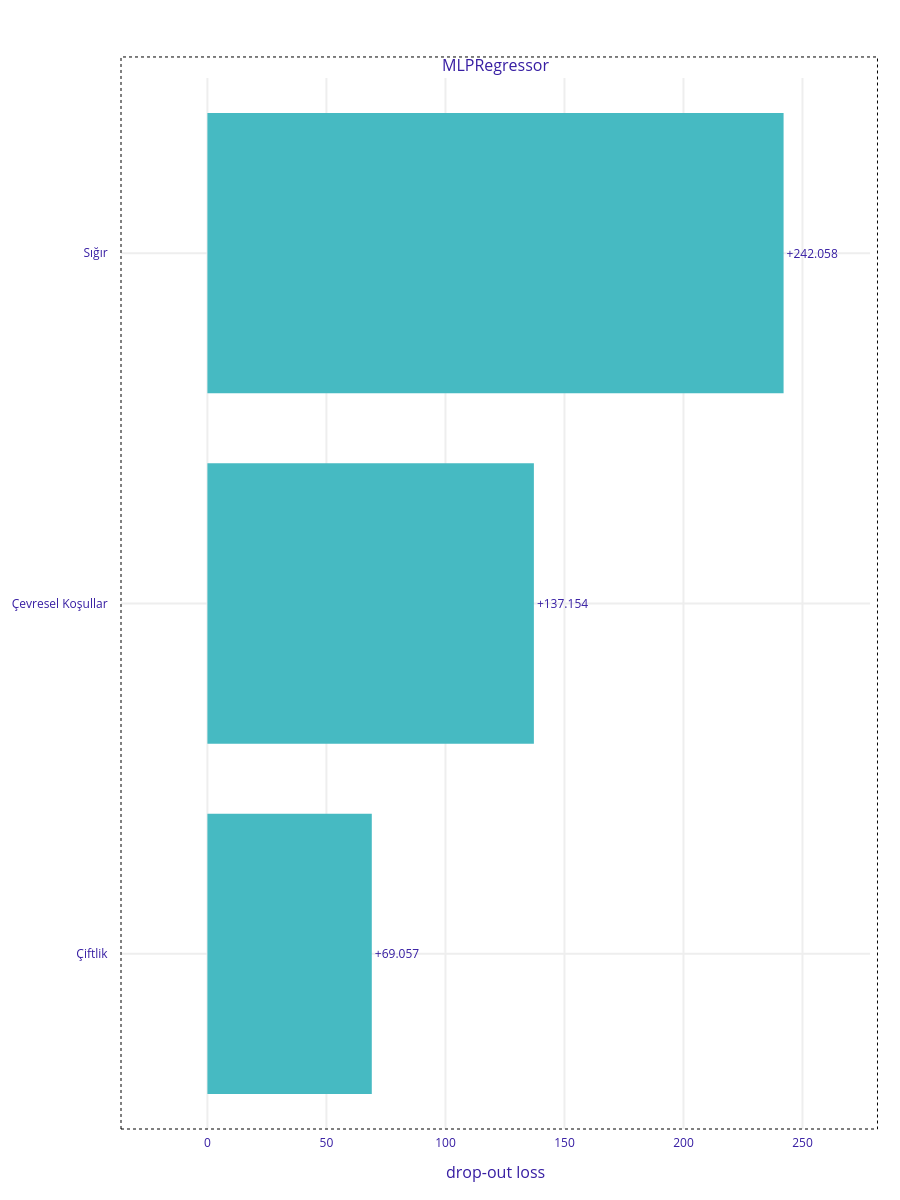 MLPRegressor
Sığır
+242.058
Çevresel Koşullar
+137.154
Çiftlik
+69.057
0 50 100 150 200 250
drop-out loss